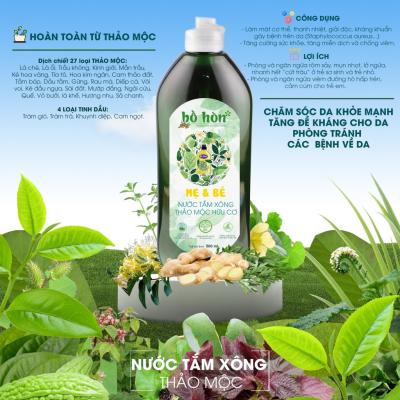 HOÀN TOÀN TỪ THẢO MỘC
Dịch chiết 27 loại THẢO MỘC:
Lá chè, Lá ổi, Trầu không, Kinh giới, Mần trầu,
Kế hoa vàng, Tía tô, Hoa kim ngân, Cam thảo đất,
Tầm bóp, Dâu tằm, Gừng, Rau má, Diếp cá, Vòi
voi, Ké đầu ngựa, Sài đất, Mướp đắng, Ngải cứu,
Quế, Vỏ bưởi, lá khế, Hương nhu, Sả chanh.
4 LOẠI TINH DẦU:
Tràm gió, Tràm trà, Khuynh diệp, Cam ngọt.
CÔNG DỤNG
- Làm mát cơ thể, thanh nhiệt, giải độc, kháng khuẩn
gây bệnh trên da (Staphylococcus aureus...)
- Tăng cường sức khỏe, tăng miễn dịch và chống viêm.
LỢI ÍCH
- Phòng và ngăn ngừa rôm sảy, mụn nhọt, lở ngứa,
nhanh hết "cứt trâu" ở trẻ sơ sinh và trẻ nhỏ.
- Phòng và ngăn ngừa viêm đường hô hấp trên,
cảm cúm cho trẻ em.
CHĂM SÓC DA KHỎE MẠNH
TĂNG ĐỀ KHÁNG CHO DA
PHÒNG TRÁNH
CÁC BỆNH VỀ DA
bồ hòn
MẸ & BÉ
NƯỚC TẮM XÔNG
THẢO MỘC HỮU CƠ
500 ml
NƯỚC TẮM XÔNG
THẢO MỘC